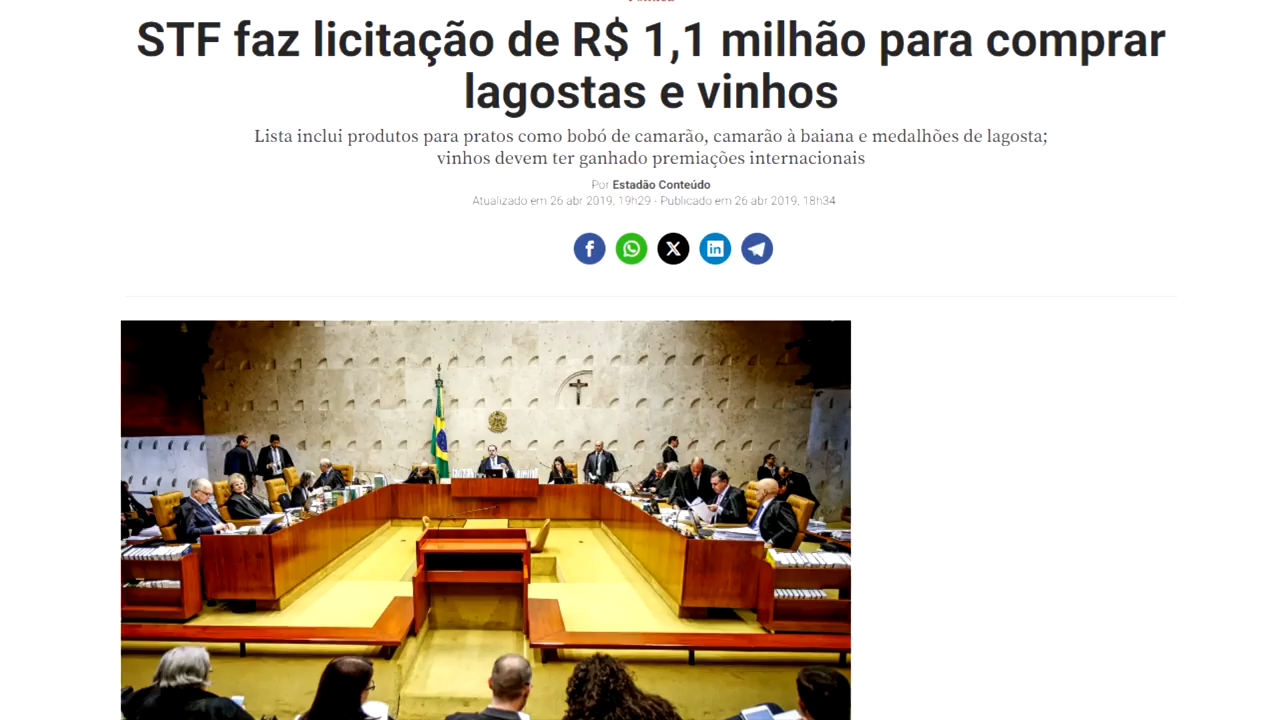 STF faz licitação de R$ 1,1 milhão para comprar
lagostas e vinhos
Lista inclui produtos para pratos como bobó de camarão, camarão à baiana e medalhões de lagosta;
vinhos devem ter ganhado premiações internacionais
Por Estadão Conteúdo
Atualizado em 26 abr 2019, 19h29 - Publicado em 26 abr 2019, 18h34